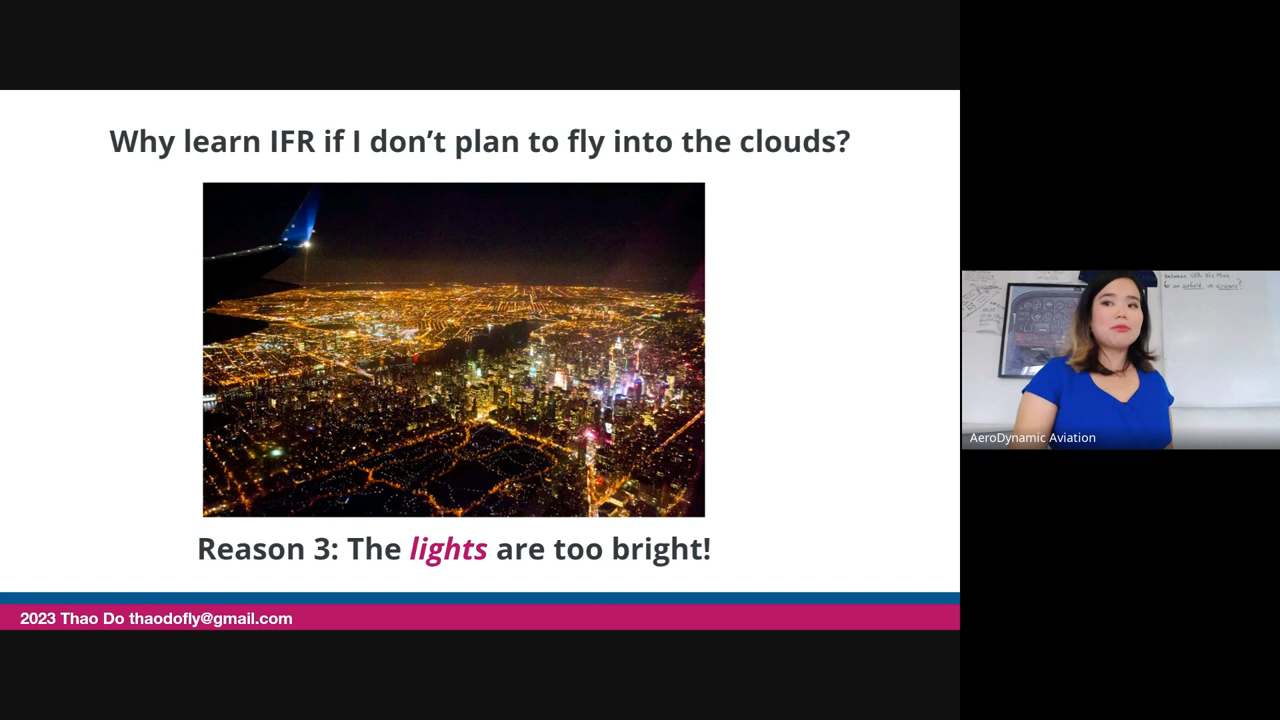 Why learn IFR if I don’t plan to fly into the clouds?
Reason 3: The lights are too bright!
2023 Thao Do thaodofly@gmail.com
AeroDynamic Aviation